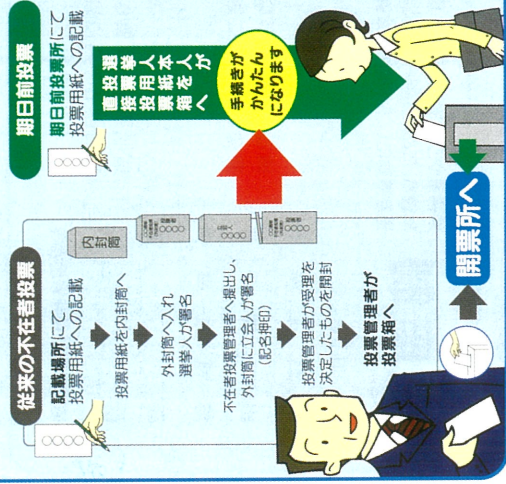 従来の不在者投票
記載場所にて
投票用紙への記載
投票用紙を内封筒へ
外封筒へ入れ
選挙人が署名
不在者投票管理者へ提出し、
外封筒に立会人が署名
(記名押印)
投票管理者が受理を
決定したものを開封
投票管理者が
投票箱へ
内封筒
期日前投票
期日前投票所にて
投票用紙への記載
選挙人本人が
投票用紙を
直接投票箱へ
手続きが
かんたん
になります
開票所へ